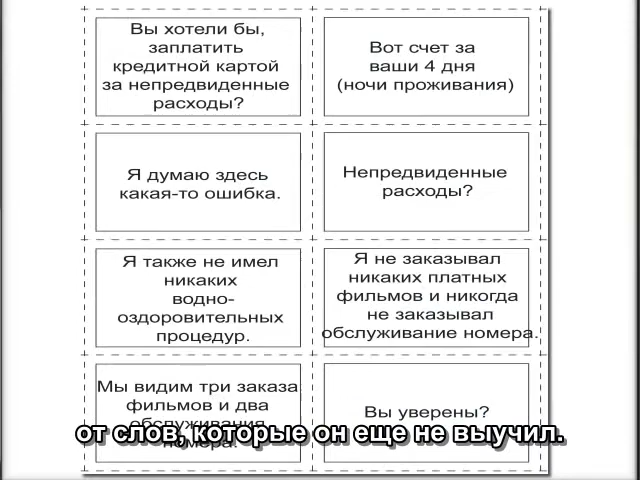 Вы хотели бы,
заплатить
кредитной картой
за непредвиденные
расходы?
Вот счет за
ваши 4 дня
(ночи проживания)
Я думаю здесь
какая-то ошибка.
Непредвиденные
расходы?
Я также не имел
никаких
водно-
оздоровительных
процедур.
Я не заказывал
никаких платных
фильмов и никогда
не заказывал
обслуживание номера.
Мы видим три заказа
фильмов и два
обслуживания
номера.
Вы уверены?
от слов, которые он еще не выучил.